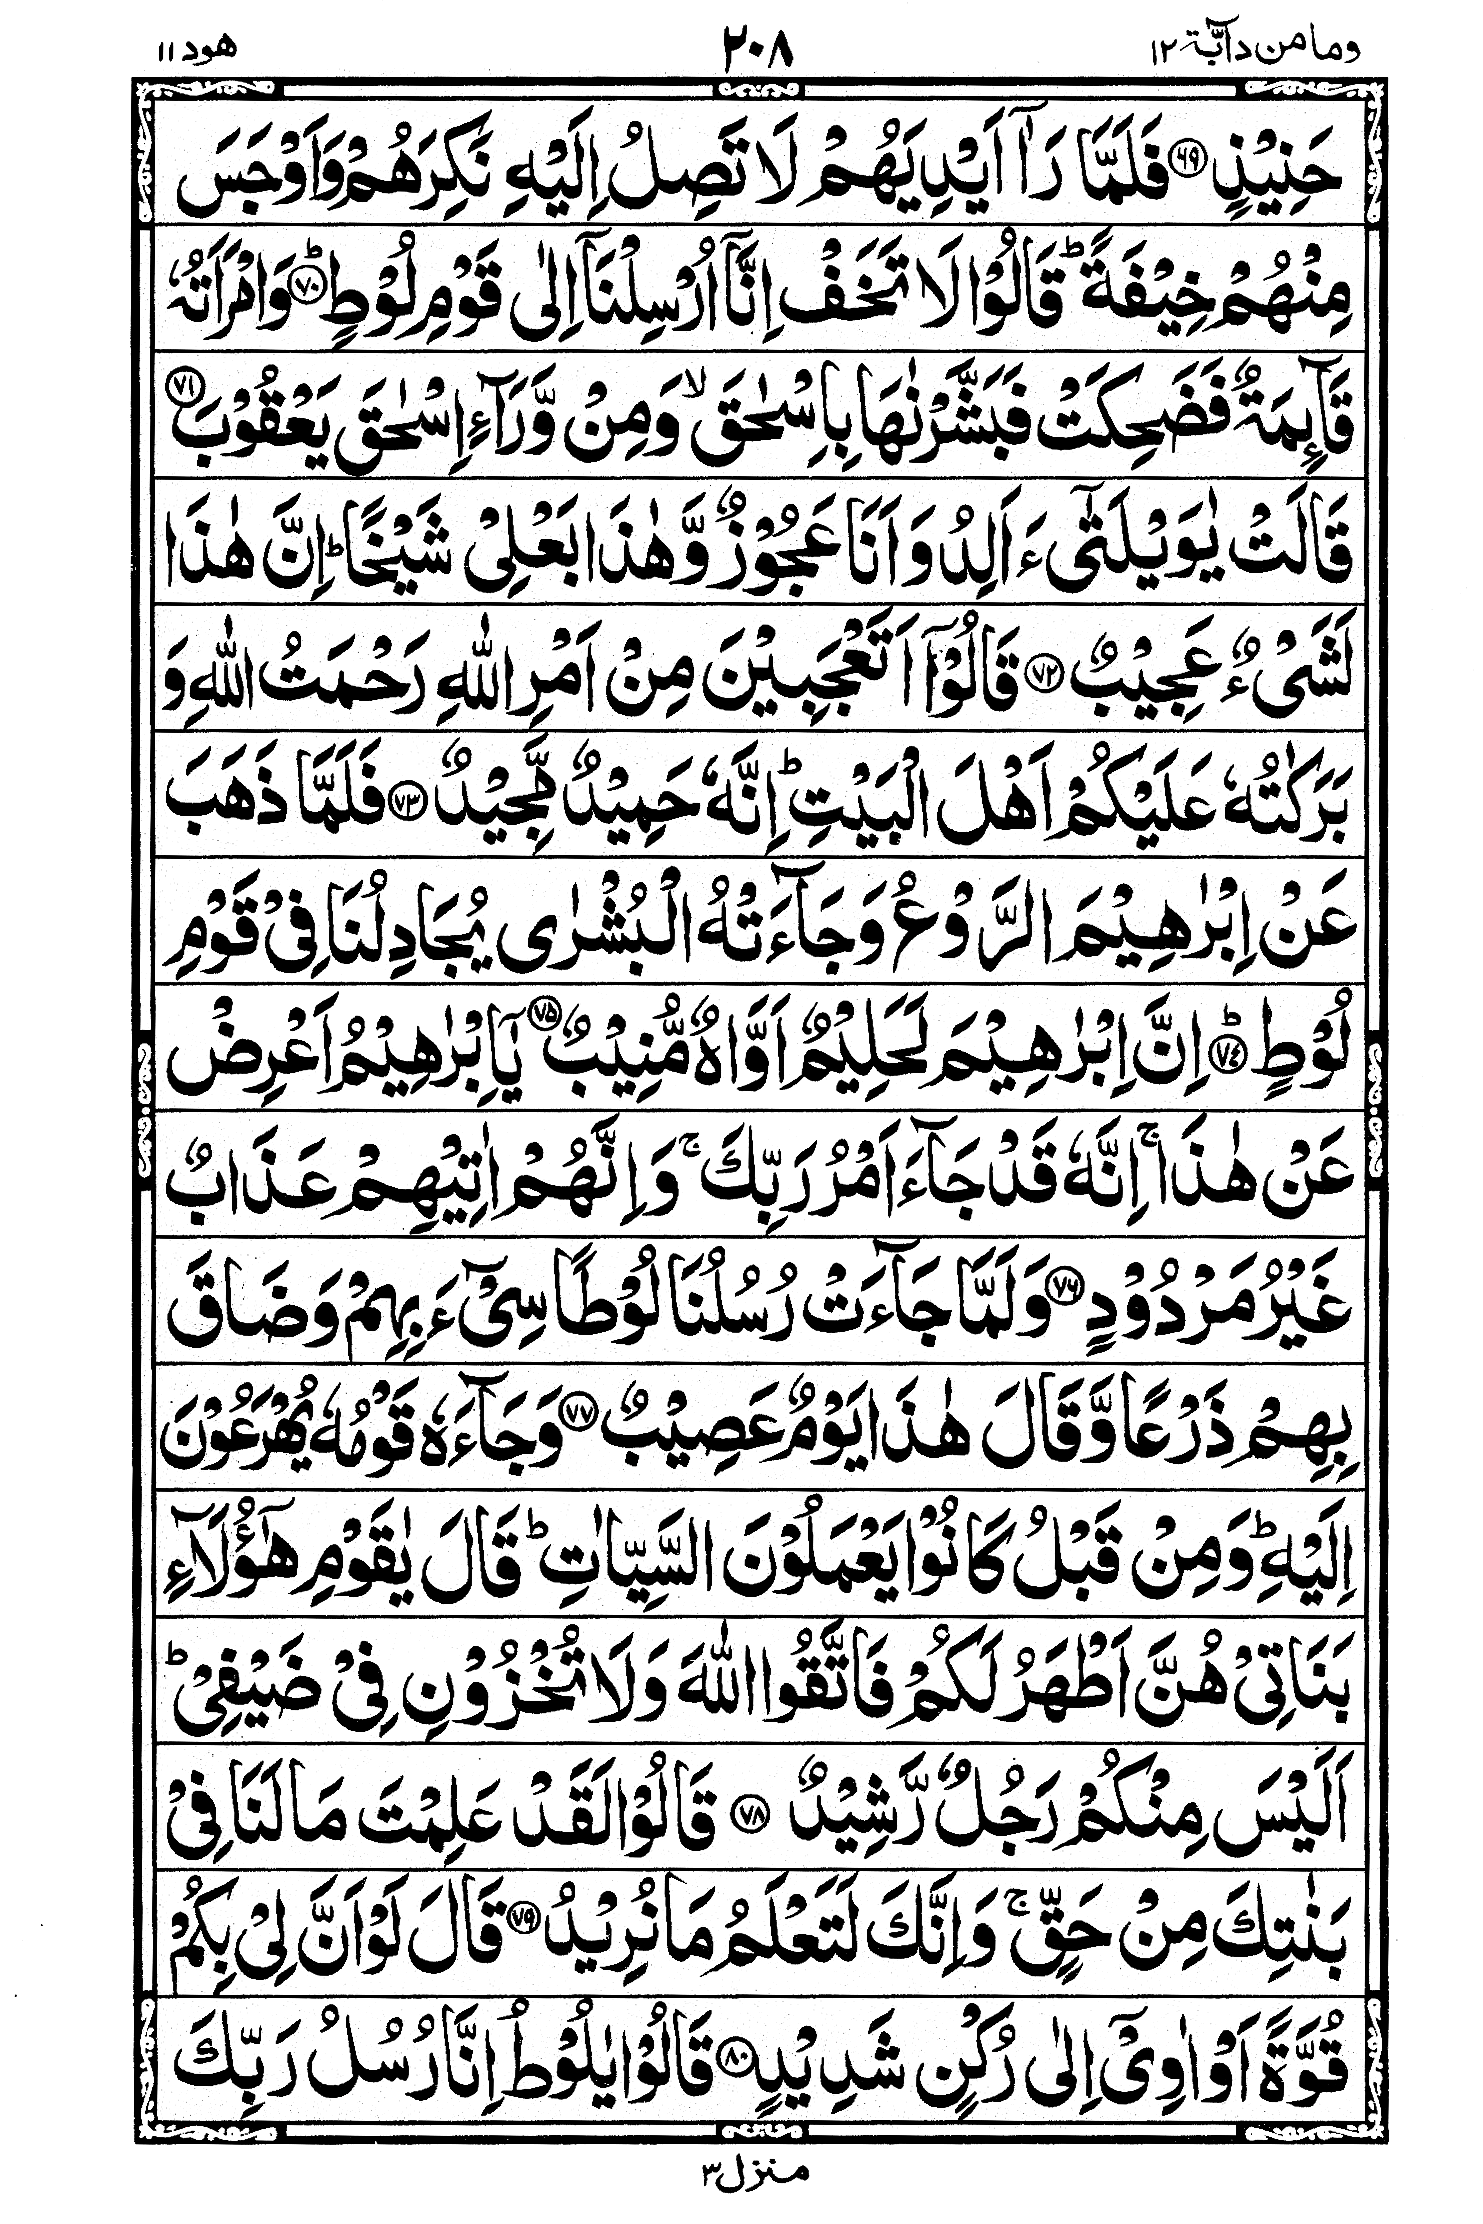 وما من دآبة ١٢
٢٠٨
هود ١١
حَنِيْذٍ ﴿٦٩﴾ فَلَمَّا رَاٰۤ اَيْدِيَهُمْ لَا تَصِلُ اِلَيْهِ نَكِرَهُمْ وَاَوْجَسَ
مِنْهُمْ خِيْفَةً ؕ قَالُوْا لَا تَخَفْ اِنَّاۤ اُرْسِلْنَاۤ اِلٰى قَوْمِ لُوْطٍ ؕ ﴿٧٠﴾ وَامْرَاَتُهٗ
قَآئِمَةٌ فَضَحِكَتْ فَبَشَّرْنٰهَا بِاِسْحٰقَ ۙ وَمِنْ وَّرَآءِ اِسْحٰقَ يَعْقُوْبَ ﴿٧١﴾
قَالَتْ يٰوَيْلَتٰٓى ءَاَلِدُ وَاَنَا عَجُوْزٌ وَّهٰذَا بَعْلِىْ شَيْخًا ؕ اِنَّ هٰذَا
لَشَىْءٌ عَجِيْبٌ ﴿٧٢﴾ قَالُوْۤا اَتَعْجَبِيْنَ مِنْ اَمْرِ اللّٰهِ رَحْمَتُ اللّٰهِ وَ
بَرَكٰتُهٗ عَلَيْكُمْ اَهْلَ الْبَيْتِ ؕ اِنَّهٗ حَمِيْدٌ مَّجِيْدٌ ﴿٧٣﴾ فَلَمَّا ذَهَبَ
عَنْ اِبْرٰهِيْمَ الرَّوْعُ وَجَآءَتْهُ الْبُشْرٰى يُجَادِلُنَا فِىْ قَوْمِ
لُوْطٍ ؕ ﴿٧٤﴾ اِنَّ اِبْرٰهِيْمَ لَحَلِيْمٌ اَوَّاهٌ مُّنِيْبٌ ﴿٧٥﴾ يٰۤاِبْرٰهِيْمُ اَعْرِضْ
عَنْ هٰذَا ۚ اِنَّهٗ قَدْ جَآءَ اَمْرُ رَبِّكَ ۚ وَاِنَّهُمْ اٰتِيْهِمْ عَذَابٌ
غَيْرُ مَرْدُوْدٍ ﴿٧٦﴾ وَلَمَّا جَآءَتْ رُسُلُنَا لُوْطًا سِىْٓءَ بِهِمْ وَضَاقَ
بِهِمْ ذَرْعًا وَّقَالَ هٰذَا يَوْمٌ عَصِيْبٌ ﴿٧٧﴾ وَجَآءَهٗ قَوْمُهٗ يُهْرَعُوْنَ
اِلَيْهِ ؕ وَمِنْ قَبْلُ كَانُوْا يَعْمَلُوْنَ السَّيِّاٰتِ ؕ قَالَ يٰقَوْمِ هٰۤؤُلَآءِ
بَنَاتِىْ هُنَّ اَطْهَرُ لَكُمْ فَاتَّقُوا اللّٰهَ وَلَا تُخْزُوْنِ فِىْ ضَيْفِىْ ؕ
اَلَيْسَ مِنْكُمْ رَجُلٌ رَّشِيْدٌ ﴿٧٨﴾ قَالُوْا لَقَدْ عَلِمْتَ مَا لَنَا فِىْ
بَنٰتِكَ مِنْ حَقٍّ ۚ وَاِنَّكَ لَتَعْلَمُ مَا نُرِيْدُ ﴿٧٩﴾ قَالَ لَوْ اَنَّ لِىْ بِكُمْ
قُوَّةً اَوْ اٰوِىْۤ اِلٰى رُكْنٍ شَدِيْدٍ ﴿٨٠﴾ قَالُوْا يٰلُوْطُ اِنَّا رُسُلُ رَبِّكَ
منزل ٣